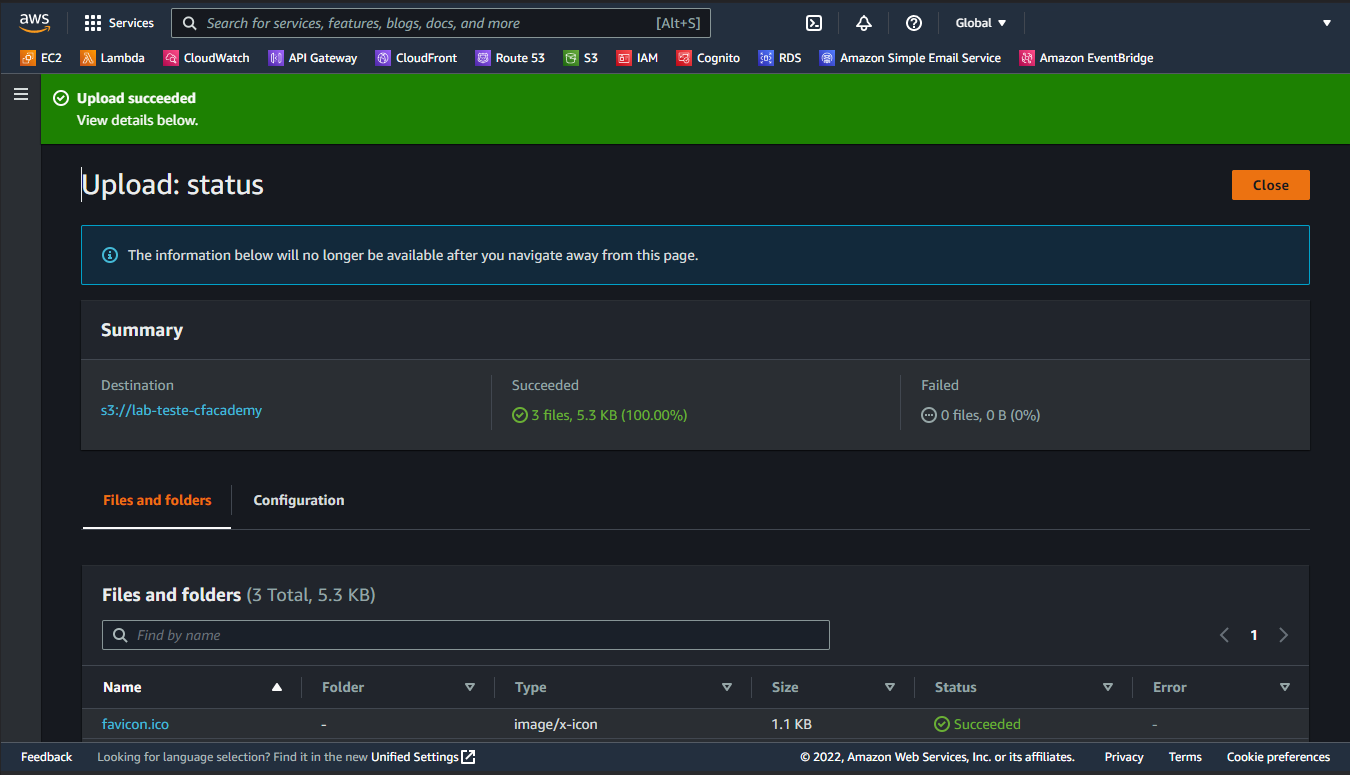 aws Services Search for services, features, blogs, docs, and more [Alt+S] Global
EC2 Lambda CloudWatch API Gateway CloudFront Route 53 S3 IAM Cognito RDS Amazon Simple Email Service Amazon EventBridge
Upload succeeded
View details below.
Upload: status
Close
The information below will no longer be available after you navigate away from this page.
Summary
Destination Succeeded Failed
s3://lab-teste-cfacademy 3 files, 5.3 KB (100.00%) 0 files, 0 B (0%)
Files and folders Configuration
Files and folders (3 Total, 5.3 KB)
Find by name 1
Name Folder Type Size Status Error
favicon.ico - image/x-icon 1.1 KB Succeeded -
Feedback Looking for language selection? Find it in the new Unified Settings © 2022, Amazon Web Services, Inc. or its affiliates. Privacy Terms Cookie preferences